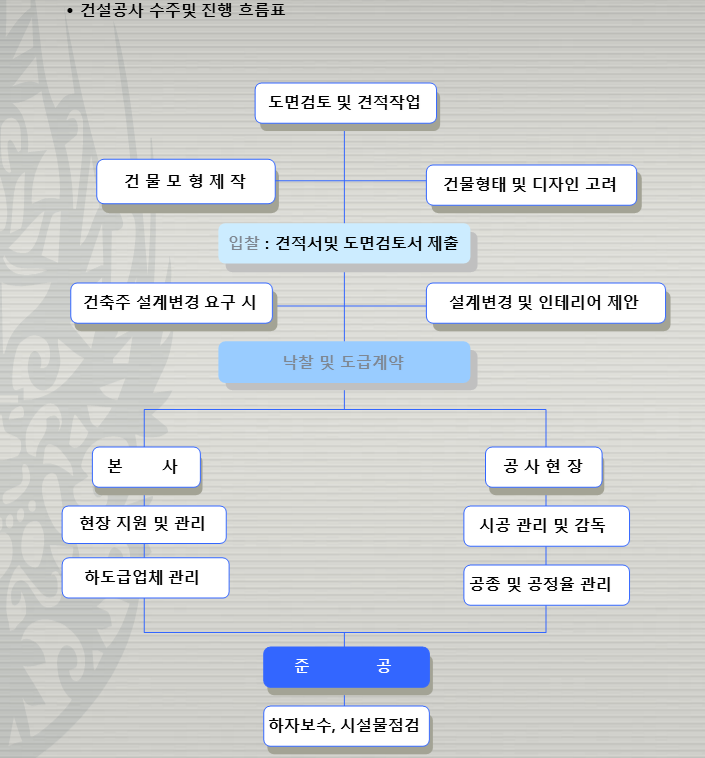 • 건설공사 수주및 진행 흐름표
도면검토 및 견적작업
건 물 모 형 제 작
건물형태 및 디자인 고려
입찰 : 견적서및 도면검토서 제출
건축주 설계변경 요구 시
설계변경 및 인테리어 제안
낙찰 및 도급계약
본 사
공 사 현 장
현장 지원 및 관리
시공 관리 및 감독
하도급업체 관리
공종 및 공정율 관리
준 공
하자보수, 시설물점검